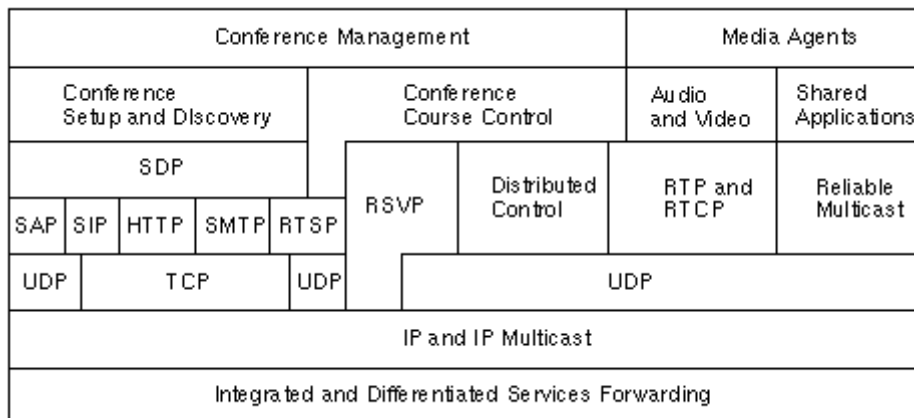 Conference Management
Media Agents
Conference
Setup and DIscovery
Conference
Course Control
Audio
and Video
Shared
Applications
SDP
RSVP
Distributed
Control
RTP and
RTCP
Reliable
Multicast
SAP
SIP
HTTP
SMTP
RTSP
UDP
TCP
UDP
UDP
IP and IP Multicast
Integrated and Differentiated Services Forwarding